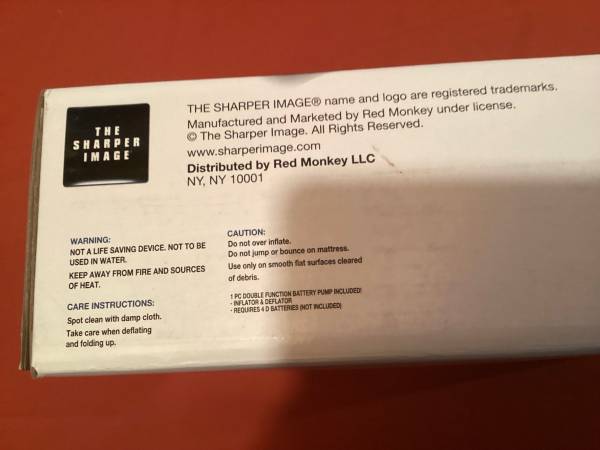 THE
SHARPER
IMAGE
THE SHARPER IMAGE® name and logo are registered trademarks.
Manufactured and Marketed by Red Monkey under license.
© The Sharper Image. All Rights Reserved.
www.sharperimage.com
Distributed by Red Monkey LLC
NY, NY 10001
WARNING:
NOT A LIFE SAVING DEVICE. NOT TO BE
USED IN WATER.
KEEP AWAY FROM FIRE AND SOURCES
OF HEAT.
CARE INSTRUCTIONS:
Spot clean with damp cloth.
Take care when deflating
and folding up.
CAUTION:
Do not over inflate.
Do not jump or bounce on mattress.
Use only on smooth flat surfaces cleared
of debris.
1 PC DOUBLE FUNCTION BATTERY PUMP INCLUDED!
- INFLATOR & DEFLATOR
- REQUIRES 4 D BATTERIES (NOT INCLUDED)